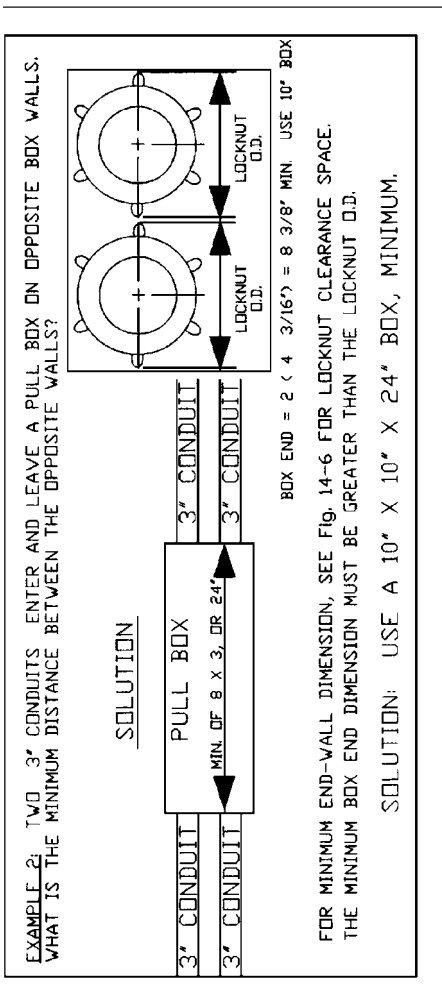 EXAMPLE 2: TWO 3" CONDUITS ENTER AND LEAVE A PULL BOX ON OPPOSITE BOX WALLS.
WHAT IS THE MINIMUM DISTANCE BETWEEN THE OPPOSITE WALLS?
SOLUTION
3" CONDUIT
3" CONDUIT
PULL BOX
MIN. OF 8 X 3, OR 24"
3" CONDUIT
3" CONDUIT
LOCKNUT
O.D.
LOCKNUT
O.D.
BOX END = 2 ( 4 3/16") = 8 3/8" MIN. USE 10" BOX
FOR MINIMUM END-WALL DIMENSION, SEE Fig. 14-6 FOR LOCKNUT CLEARANCE SPACE.
THE MINIMUM BOX END DIMENSION MUST BE GREATER THAN THE LOCKNUT O.D.
SOLUTION: USE A 10" X 10" X 24" BOX, MINIMUM.